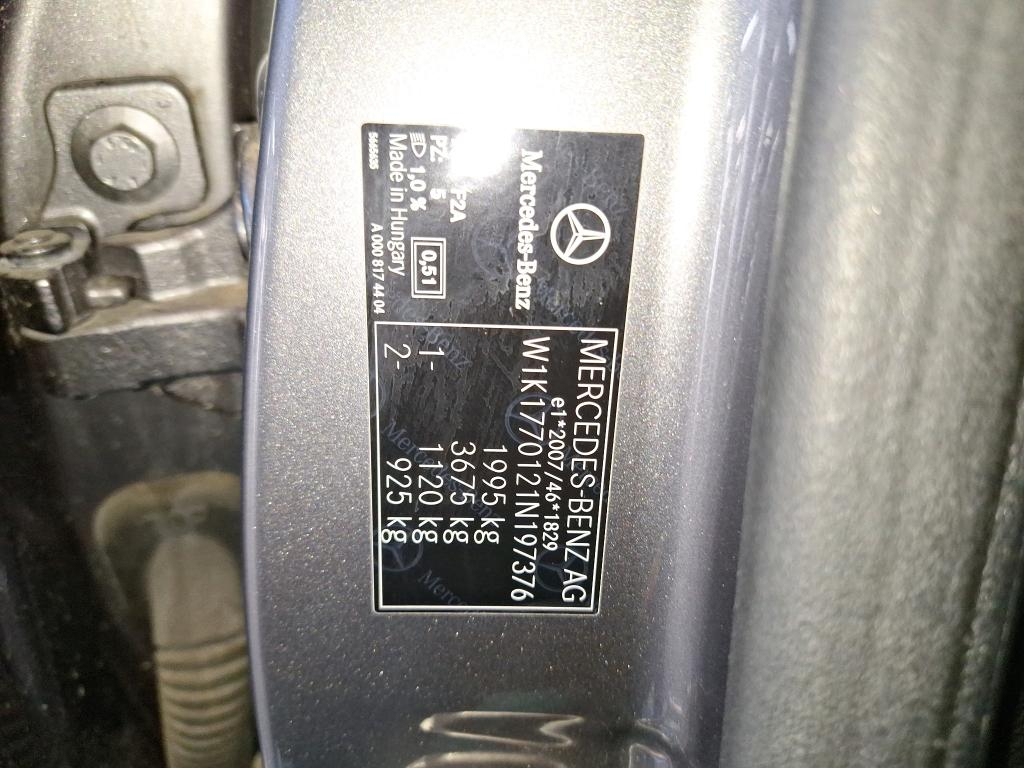 Mercedes-Benz
F2A
PZ 5
1,0 % 0,51
Made in Hungary
A 000 817 44 04
MERCEDES-BENZ AG
e1*2007/46*1829
W1K1770121N197376
1995 kg
3675 kg
1- 1120 kg
2- 925 kg